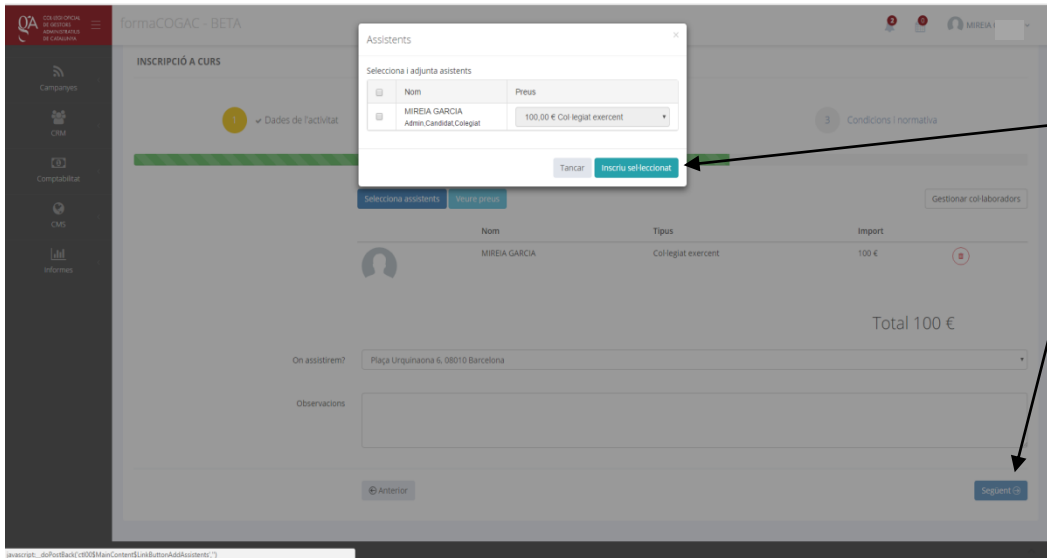 COL·LEGI OFICIAL
DE GESTORS
ADMINISTRATIUS
DE CATALUNYA
formaCOGAC - BETA
2
0
MIREIA
Campanyes
CRM
Comptabilitat
CMS
Informes
INSCRIPCIÓ A CURS
1 Dades de l'activitat
3 Condicions i normativa
Assistents
×
Selecciona i adjunta asistents
Nom Preus
MIREIA GARCIA
Admin,Candidat,Colegiat
100,00 € Col·legiat exercent
Tancar Inscriu sel·leccionat
Selecciona assistents Veure preus Gestionar col·laboradors
Nom Tipus Import
MIREIA GARCIA Col·legiat exercent 100 €
Total 100 €
On assistirem? Plaça Urquinaona 6, 08010 Barcelona
Observacions
Anterior Següent
javascript:__doPostBack('ctl00$MainContent$LinkButtonAddAssistents','')